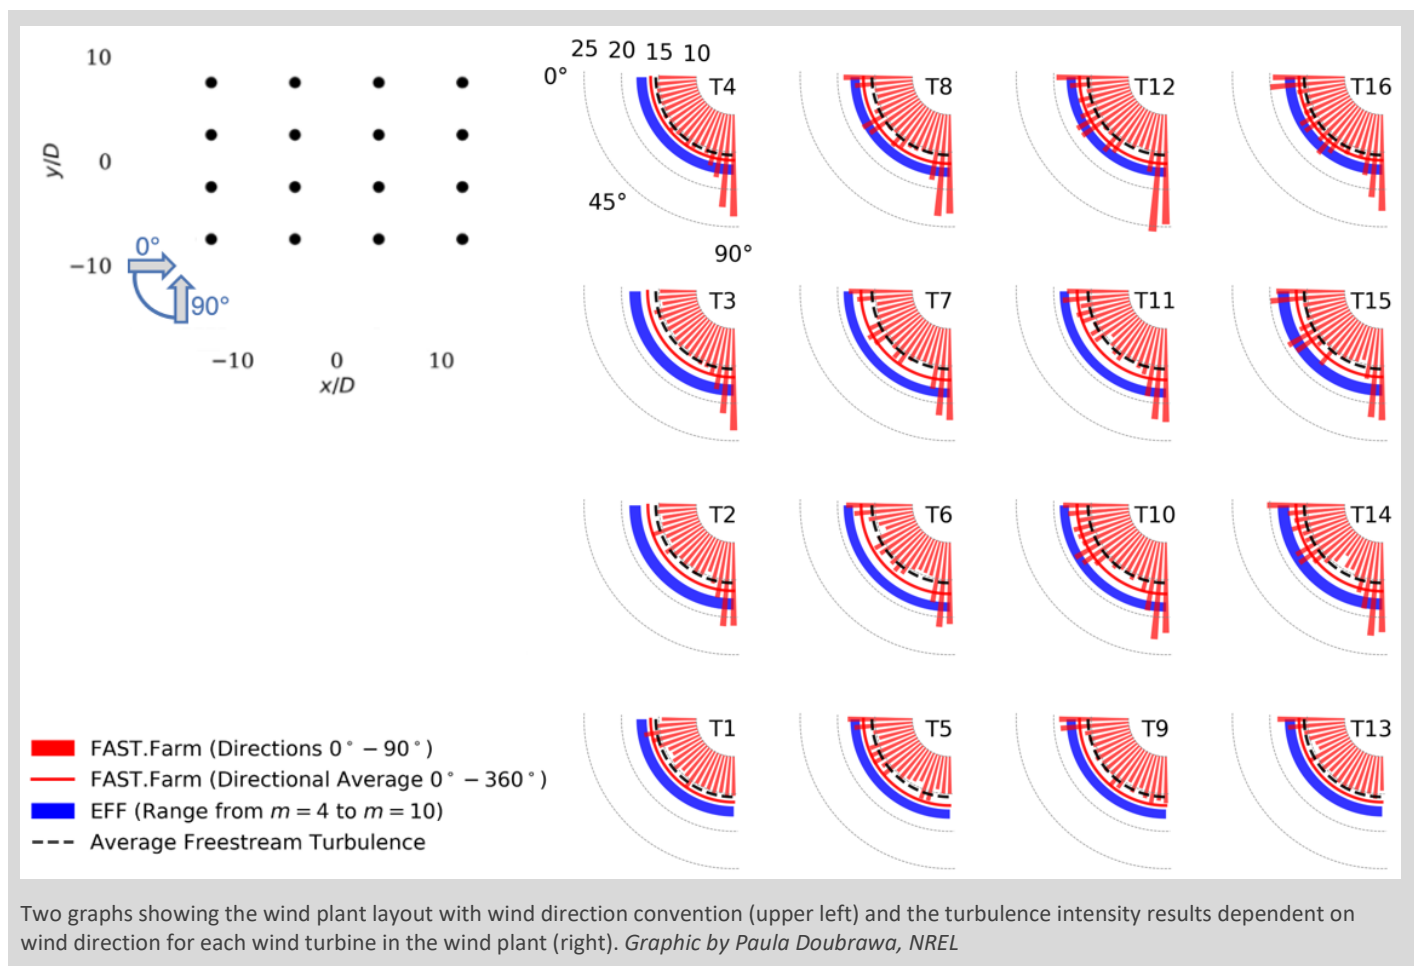 10
0
−10
y/D
0°
90°
−10 0 10
x/D
25 20 15 10
0°
45°
90°
T4 T8 T12 T16
T3 T7 T11 T15
T2 T6 T10 T14
T1 T5 T9 T13
FAST.Farm (Directions 0° − 90°)
FAST.Farm (Directional Average 0° − 360°)
EFF (Range from m = 4 to m = 10)
Average Freestream Turbulence
Two graphs showing the wind plant layout with wind direction convention (upper left) and the turbulence intensity results dependent on
wind direction for each wind turbine in the wind plant (right). Graphic by Paula Doubrawa, NREL